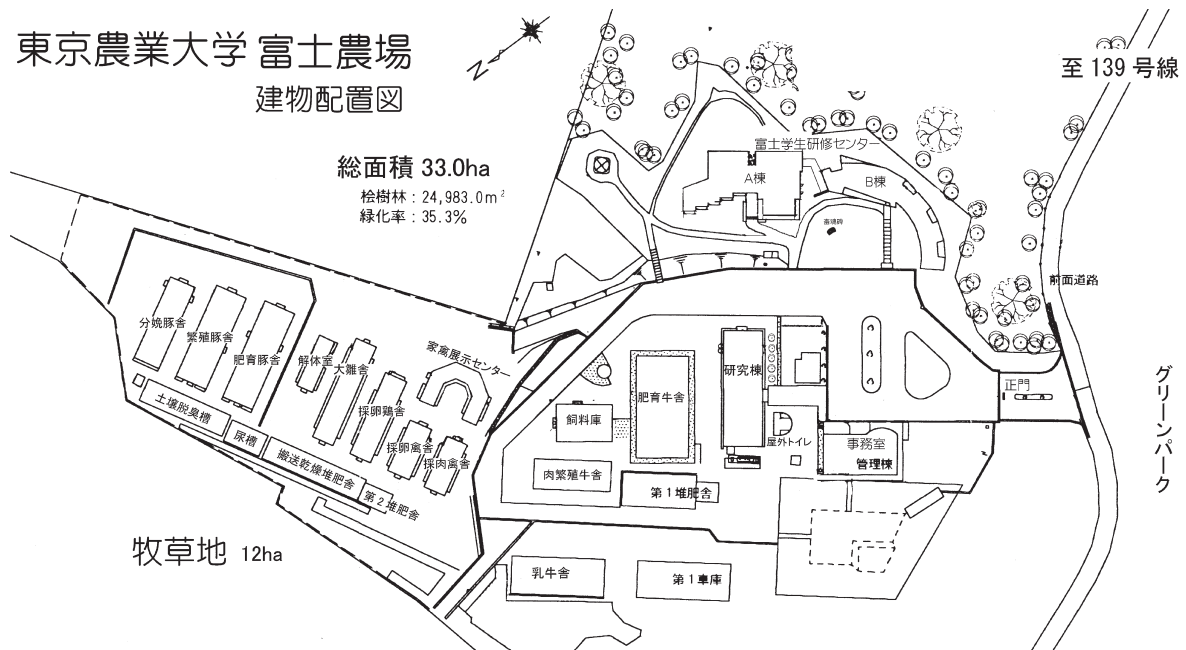 東京農業大学 富士農場
建物配置図
N
至 139 号線
総面積 33.0ha
桧樹林：24,983.0m²
緑化率：35.3%
富士学生研修センター
A棟
B棟
畜魂碑
前面道路
分娩豚舎
繁殖豚舎
肥育豚舎
解体室
大雛舎
家禽展示センター
採卵鶏舎
採卵禽舎
採肉禽舎
土壌脱臭槽
尿槽
搬送乾燥堆肥舎
第2堆肥舎
飼料庫
肥育牛舎
研究棟
屋外トイレ
事務室
管理棟
正門
肉繁殖牛舎
第1堆肥舎
グリーンパーク
牧草地 12ha
乳牛舎
第1車庫